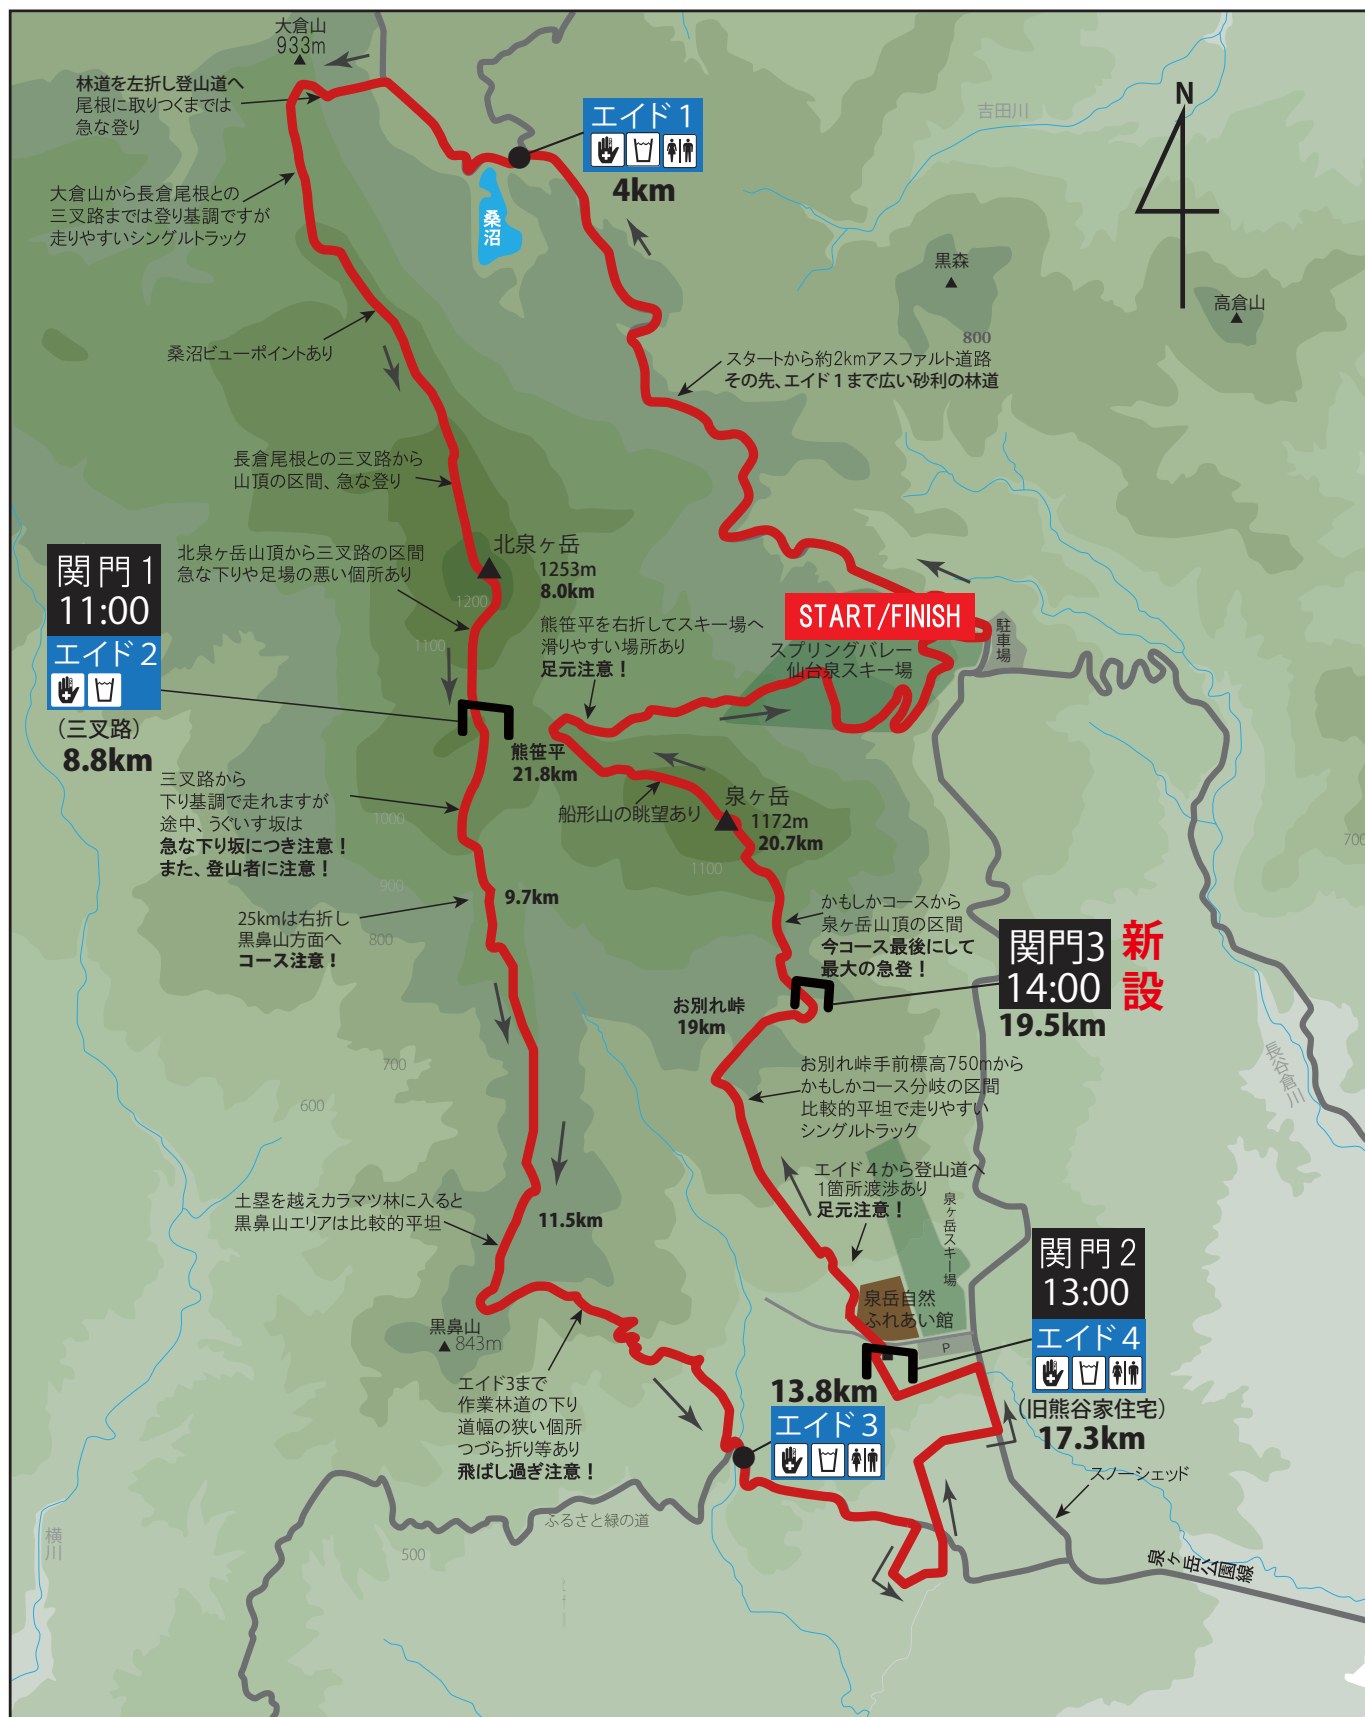 大倉山
933m
林道を左折し登山道へ
尾根に取りつくまでは
急な登り
エイド1
4km
桑沼
吉田川
N
大倉山から長倉尾根との
三叉路までは登り基調ですが
走りやすいシングルトラック
黒森
高倉山
800
桑沼ビューポイントあり
スタートから約2kmアスファルト道路
その先、エイド1まで広い砂利の林道
長倉尾根との三叉路から
山頂の区間、急な登り
関門1
11:00
エイド2
(三叉路)
8.8km
北泉ヶ岳山頂から三叉路の区間
急な下りや足場の悪い個所あり
北泉ヶ岳
1253m
8.0km
1200
1100
熊笹平を右折してスキー場へ
滑りやすい場所あり
足元注意！
START/FINISH
スプリングバレー
仙台泉スキー場
駐車場
熊笹平
21.8km
三叉路から
下り基調で走れますが
途中、うぐいす坂は
急な下り坂につき注意！
また、登山者に注意！
1000
900
800
船形山の眺望あり
泉ヶ岳
1172m
20.7km
1100
700
9.7km
25kmは右折し
黒鼻山方面へ
コース注意！
かもしかコースから
泉ヶ岳山頂の区間
今コース最後にして
最大の急登！
関門3
14:00
19.5km
新設
お別れ峠
19km
長谷倉川
700
600
お別れ峠手前標高750mから
かもしかコース分岐の区間
比較的平坦で走りやすい
シングルトラック
エイド4から登山道へ
1箇所渡渉あり
足元注意！
泉ヶ岳スキー場
土塁を越えカラマツ林に入ると
黒鼻山エリアは比較的平坦
11.5km
関門2
13:00
エイド4
(旧熊谷家住宅)
17.3km
泉岳自然
ふれあい館
P
黒鼻山
843m
エイド3まで
作業林道の下り
道幅の狭い個所
つづら折り等あり
飛ばし過ぎ注意！
13.8km
エイド3
スノーシェッド
ふるさと緑の道
横川
500
泉ヶ岳公園線